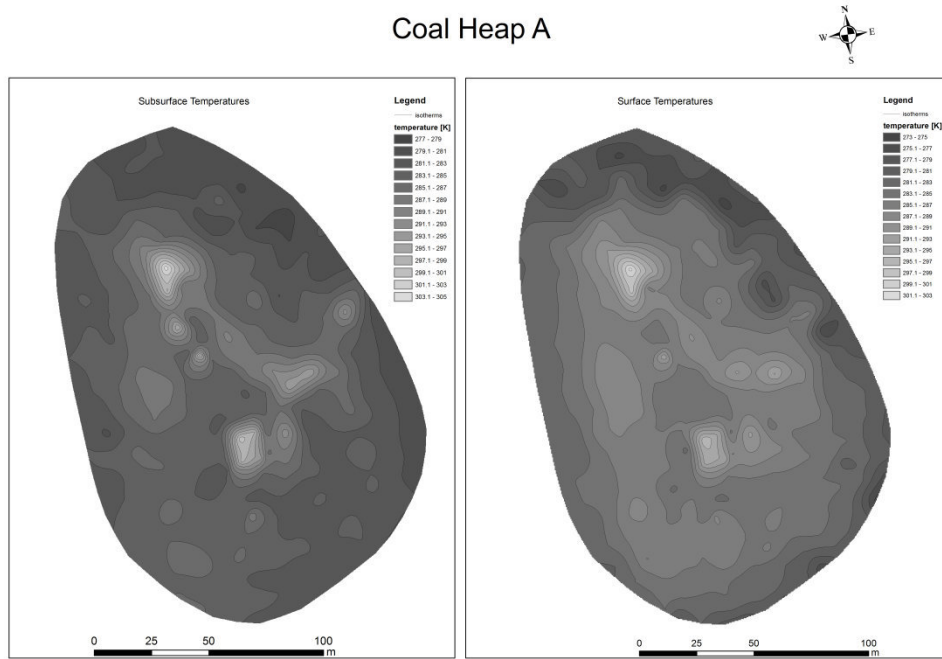 Coal Heap A
N
W E
S
Subsurface Temperatures
Legend
isotherms
temperature [K]
277 - 279
279.1 - 281
281.1 - 283
283.1 - 285
285.1 - 287
287.1 - 289
289.1 - 291
291.1 - 293
293.1 - 295
295.1 - 297
297.1 - 299
299.1 - 301
301.1 - 303
303.1 - 305
0 25 50 100
m
Surface Temperatures
Legend
isotherms
temperature [K]
273 - 275
275.1 - 277
277.1 - 279
279.1 - 281
281.1 - 283
283.1 - 285
285.1 - 287
287.1 - 289
289.1 - 291
291.1 - 293
293.1 - 295
295.1 - 297
297.1 - 299
299.1 - 301
301.1 - 303
0 25 50 100
m